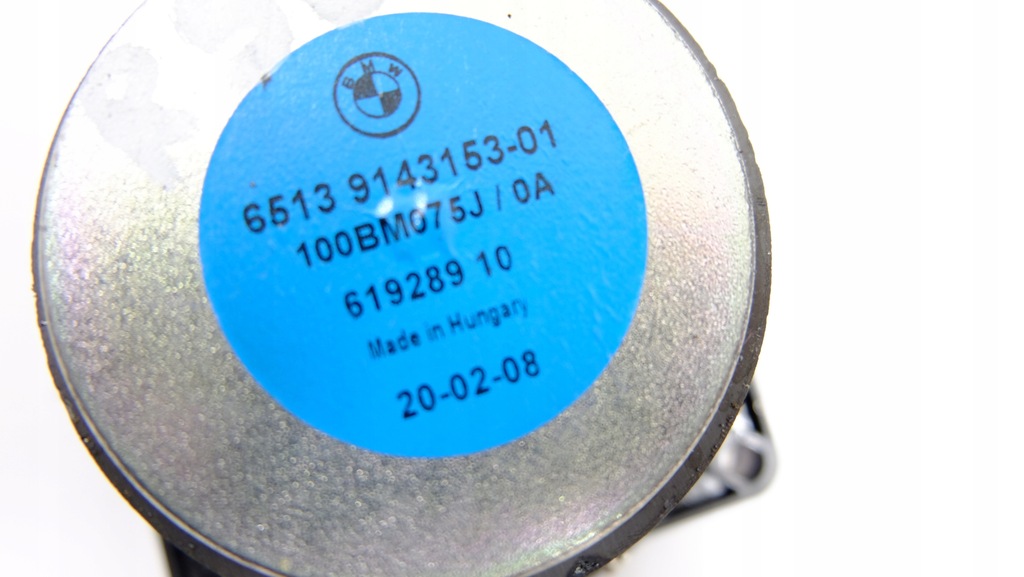 BMW
6513 9143153-01
100BM075J / 0A
619289 10
Made in Hungary
20-02-08